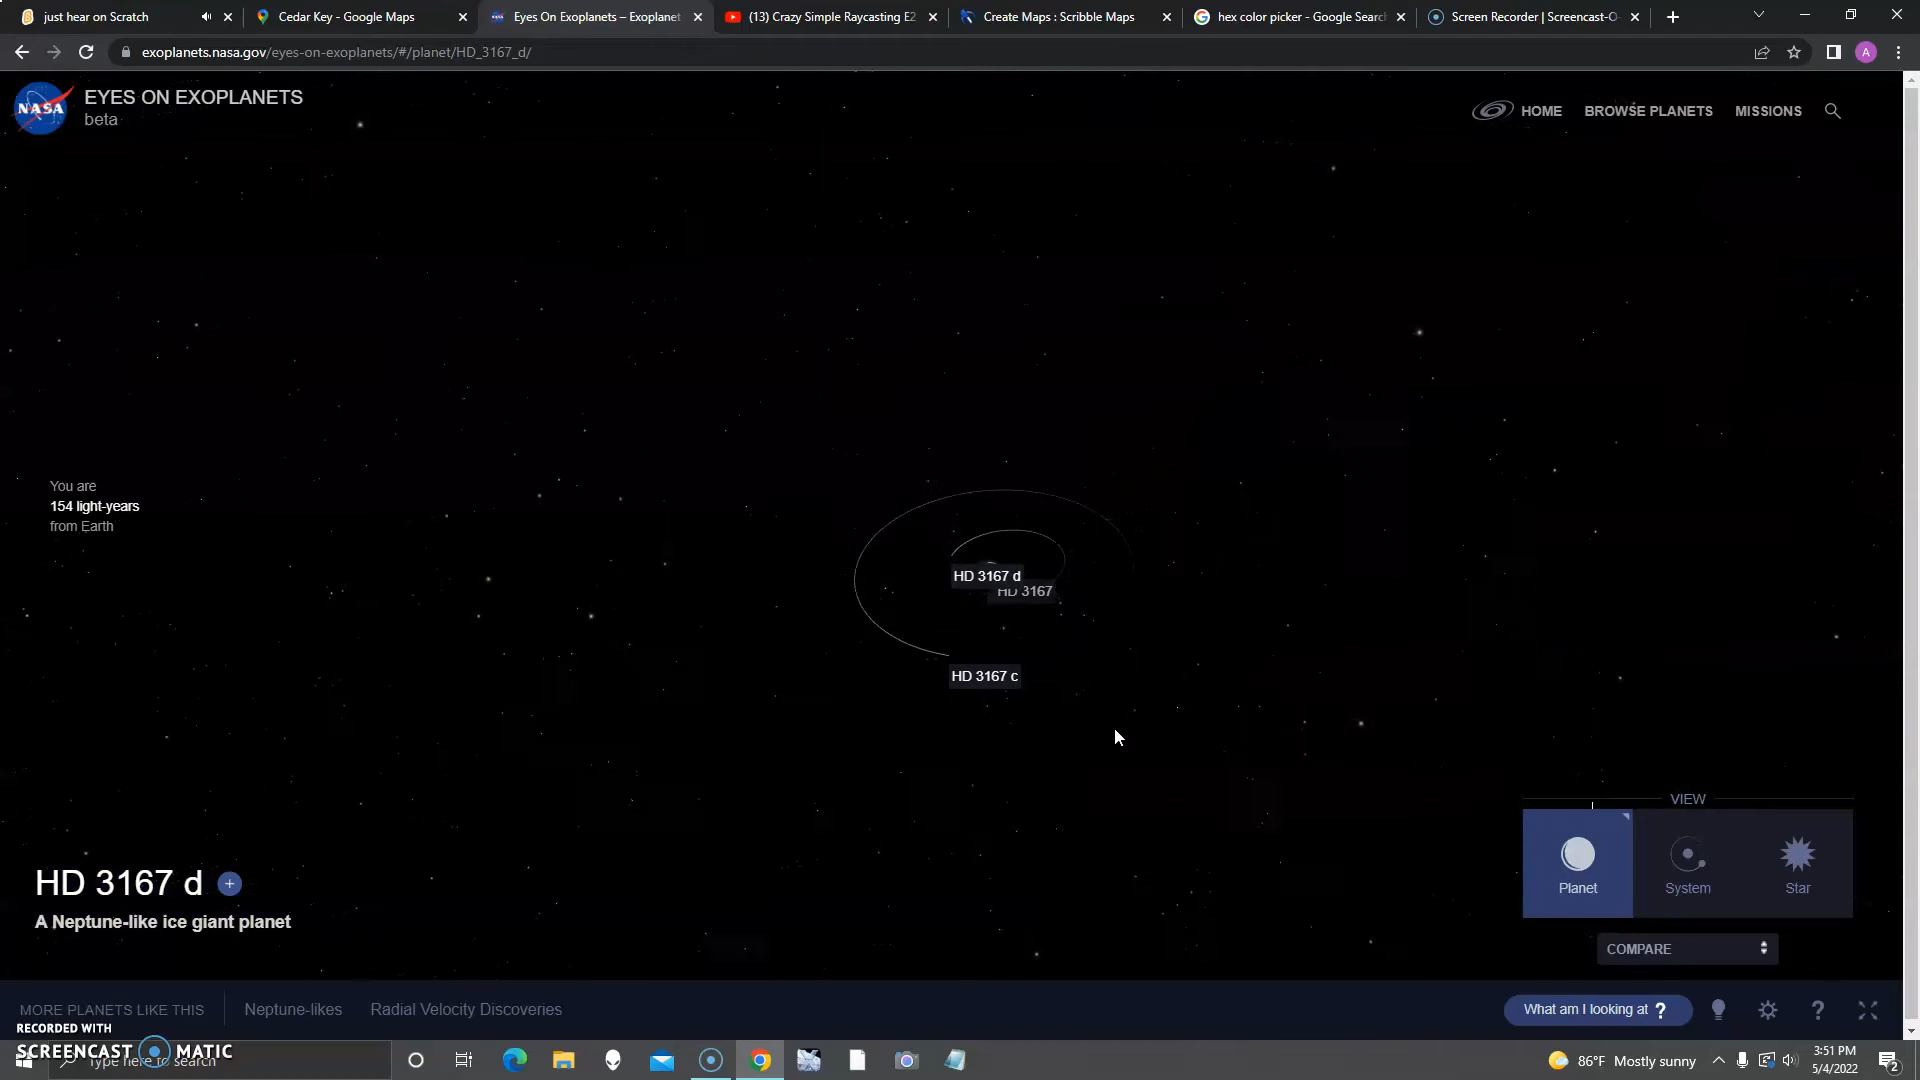 just hear on Scratch
Cedar Key - Google Maps
Eyes On Exoplanets – Exoplanet
(13) Crazy Simple Raycasting E2
Create Maps : Scribble Maps
hex color picker - Google Search
Screen Recorder | Screencast-O-
exoplanets.nasa.gov/eyes-on-exoplanets/#/planet/HD_3167_d/
A
NASA
EYES ON EXOPLANETS
beta
HOME
BROWSE PLANETS
MISSIONS
You are
154 light-years
from Earth
HD 3167 d
HD 3167
HD 3167 c
VIEW
Planet
System
Star
COMPARE
HD 3167 d +
A Neptune-like ice giant planet
MORE PLANETS LIKE THIS
Neptune-likes
Radial Velocity Discoveries
What am I looking at ?
?
RECORDED WITH
SCREENCAST MATIC
Type here to search
86°F Mostly sunny
3:51 PM
5/4/2022
2